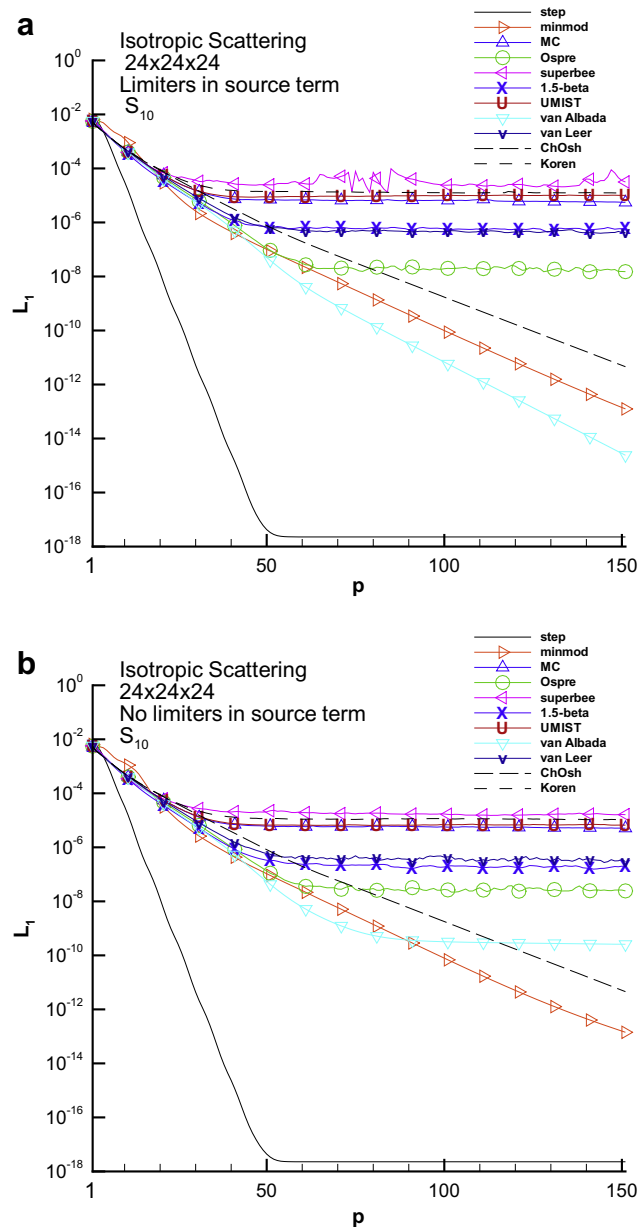 a
Isotropic Scattering
24x24x24
Limiters in source term
S10
step
minmod
MC
Ospre
superbee
1.5-beta
UMIST
van Albada
van Leer
ChOsh
Koren
10^0
10^-2
10^-4
10^-6
10^-8
10^-10
10^-12
10^-14
10^-16
10^-18
L1
1
50
100
150
p
b
Isotropic Scattering
24x24x24
No limiters in source term
S10
step
minmod
MC
Ospre
superbee
1.5-beta
UMIST
van Albada
van Leer
ChOsh
Koren
10^0
10^-2
10^-4
10^-6
10^-8
10^-10
10^-12
10^-14
10^-16
10^-18
L1
1
50
100
150
p